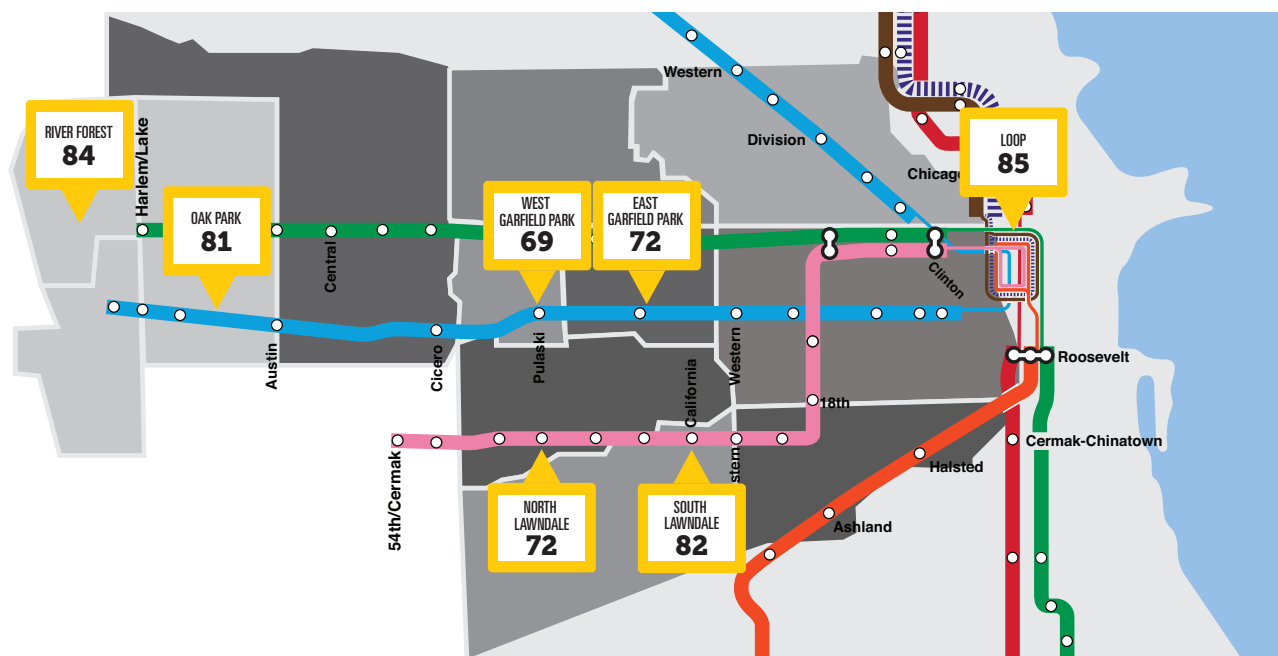 Western
Division
Chicago
RIVER FOREST
84
Harlem/Lake
OAK PARK
81
Central
WEST
GARFIELD PARK
69
EAST
GARFIELD PARK
72
LOOP
85
Clinton
Austin
Cicero
Pulaski
California
Western
Roosevelt
18th
54th/Cermak
stern
Cermak-Chinatown
Halsted
NORTH
LAWNDALE
72
SOUTH
LAWNDALE
82
Ashland